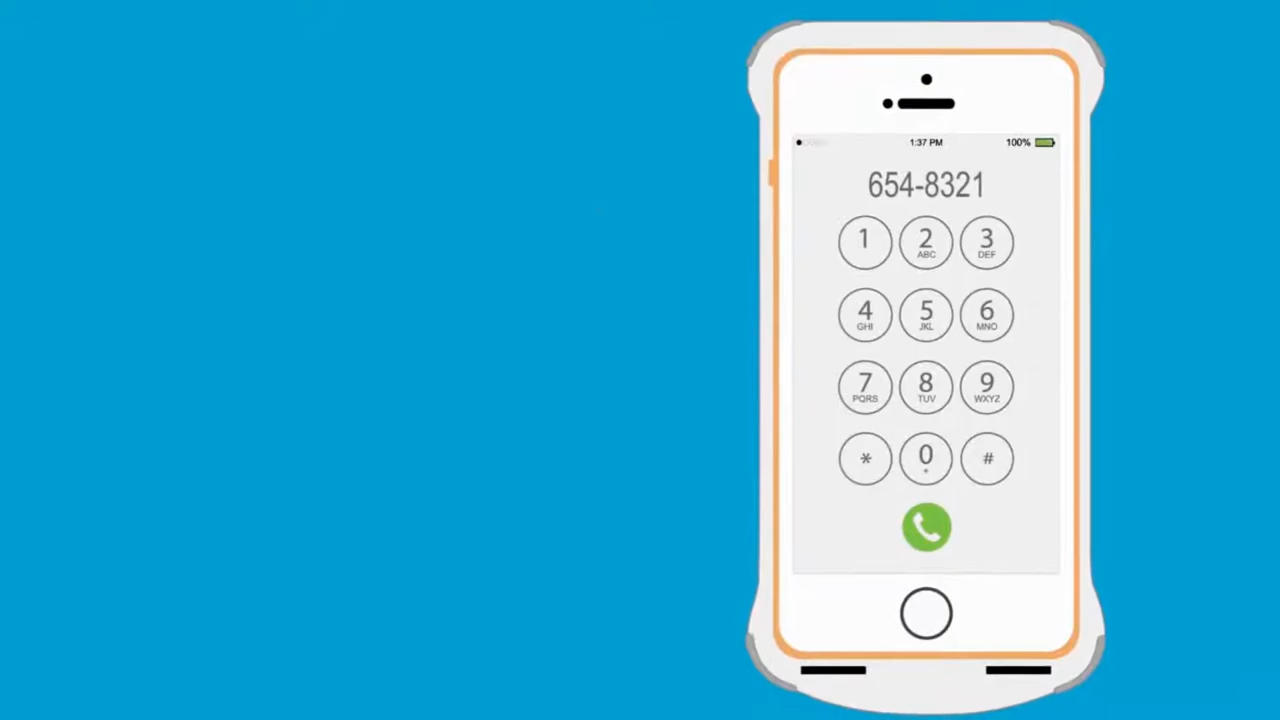 1:37 PM 100%
654-8321
1 2 3
ABC DEF
4 5 6
GHI JKL MNO
7 8 9
PQRS TUV WXYZ
* 0 #
+